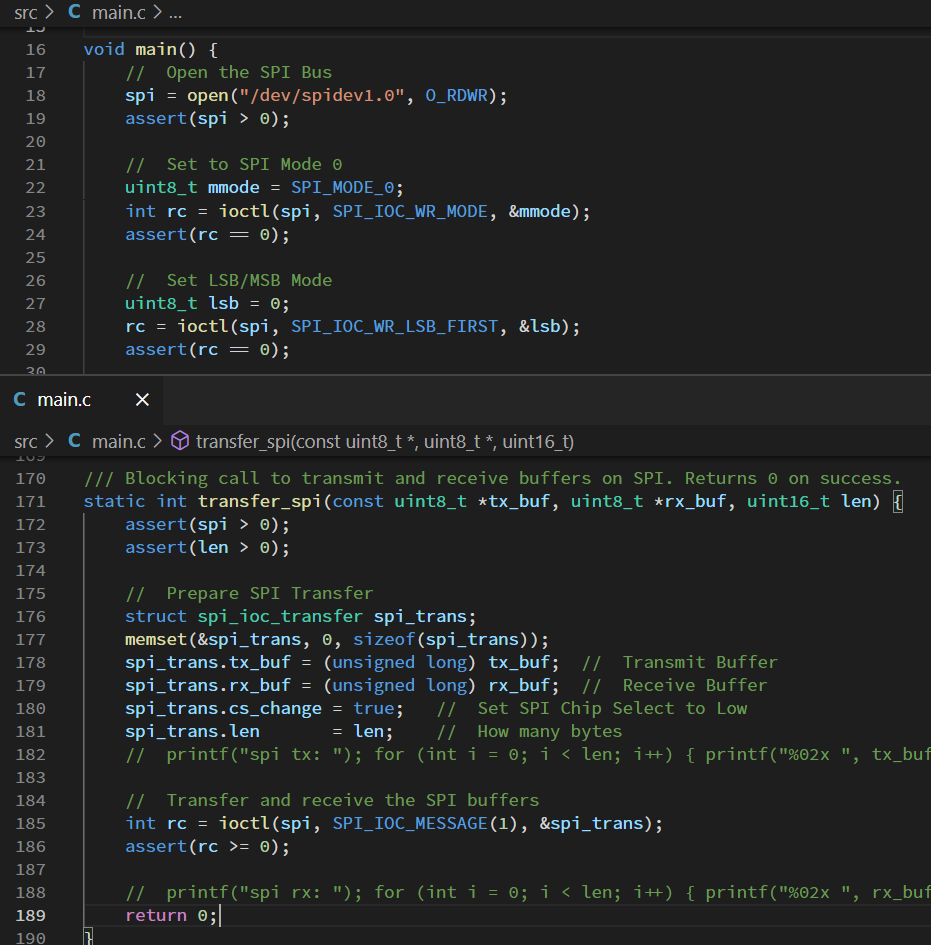 src > C main.c > ...
15
16 void main() {
17 //  Open the SPI Bus
18 spi = open("/dev/spidev1.0", O_RDWR);
19 assert(spi > 0);
20
21 //  Set to SPI Mode 0
22 uint8_t mmode = SPI_MODE_0;
23 int rc = ioctl(spi, SPI_IOC_WR_MODE, &mmode);
24 assert(rc == 0);
25
26 //  Set LSB/MSB Mode
27 uint8_t lsb = 0;
28 rc = ioctl(spi, SPI_IOC_WR_LSB_FIRST, &lsb);
29 assert(rc == 0);
30
C main.c ×
src > C main.c > transfer_spi(const uint8_t *, uint8_t *, uint16_t)
169
170 /// Blocking call to transmit and receive buffers on SPI. Returns 0 on success.
171 static int transfer_spi(const uint8_t *tx_buf, uint8_t *rx_buf, uint16_t len) {
172 assert(spi > 0);
173 assert(len > 0);
174
175 //  Prepare SPI Transfer
176 struct spi_ioc_transfer spi_trans;
177 memset(&spi_trans, 0, sizeof(spi_trans));
178 spi_trans.tx_buf = (unsigned long) tx_buf;  //  Transmit Buffer
179 spi_trans.rx_buf = (unsigned long) rx_buf;  //  Receive Buffer
180 spi_trans.cs_change = true;   //  Set SPI Chip Select to Low
181 spi_trans.len       = len;    //  How many bytes
182 //  printf("spi tx: "); for (int i = 0; i < len; i++) { printf("%02x ", tx_buf
183
184 //  Transfer and receive the SPI buffers
185 int rc = ioctl(spi, SPI_IOC_MESSAGE(1), &spi_trans);
186 assert(rc >= 0);
187
188 //  printf("spi rx: "); for (int i = 0; i < len; i++) { printf("%02x ", rx_buf
189 return 0;
190 }